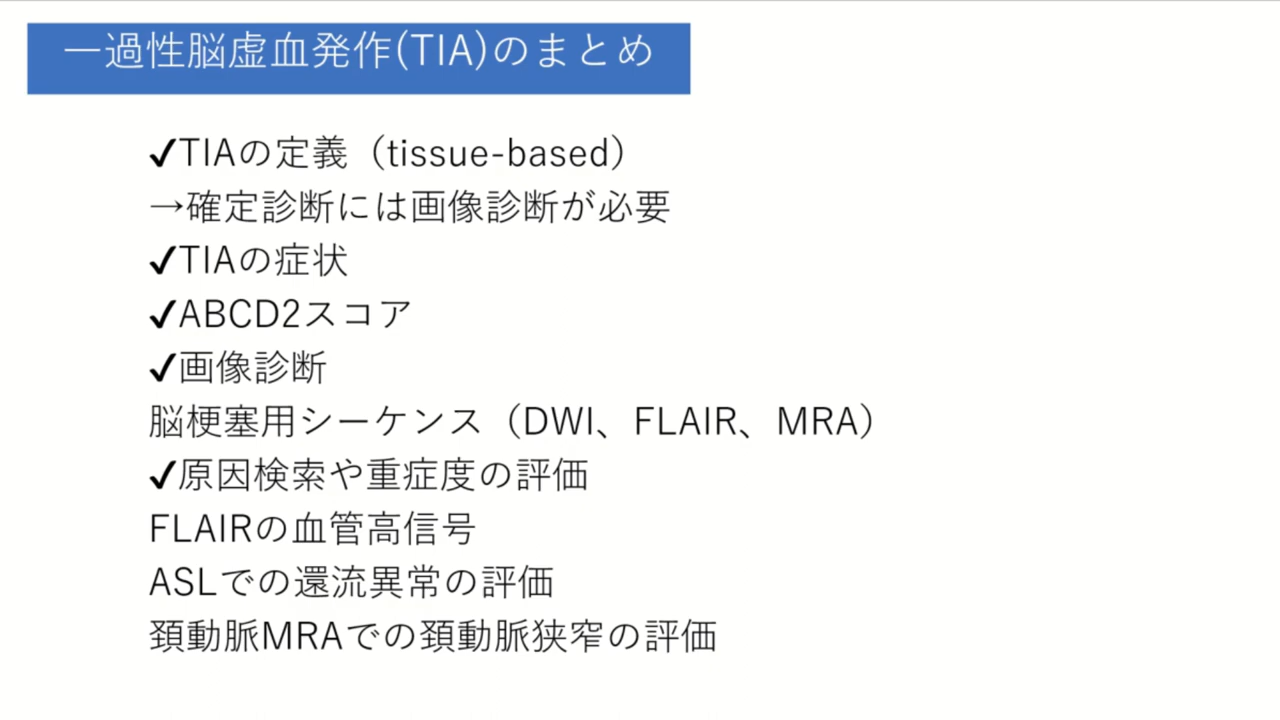 一過性脳虚血発作(TIA)のまとめ
✓TIAの定義（tissue-based）
→確定診断には画像診断が必要
✓TIAの症状
✓ABCD2スコア
✓画像診断
脳梗塞用シーケンス（DWI、FLAIR、MRA）
✓原因検索や重症度の評価
FLAIRの血管高信号
ASLでの還流異常の評価
頚動脈MRAでの頚動脈狭窄の評価